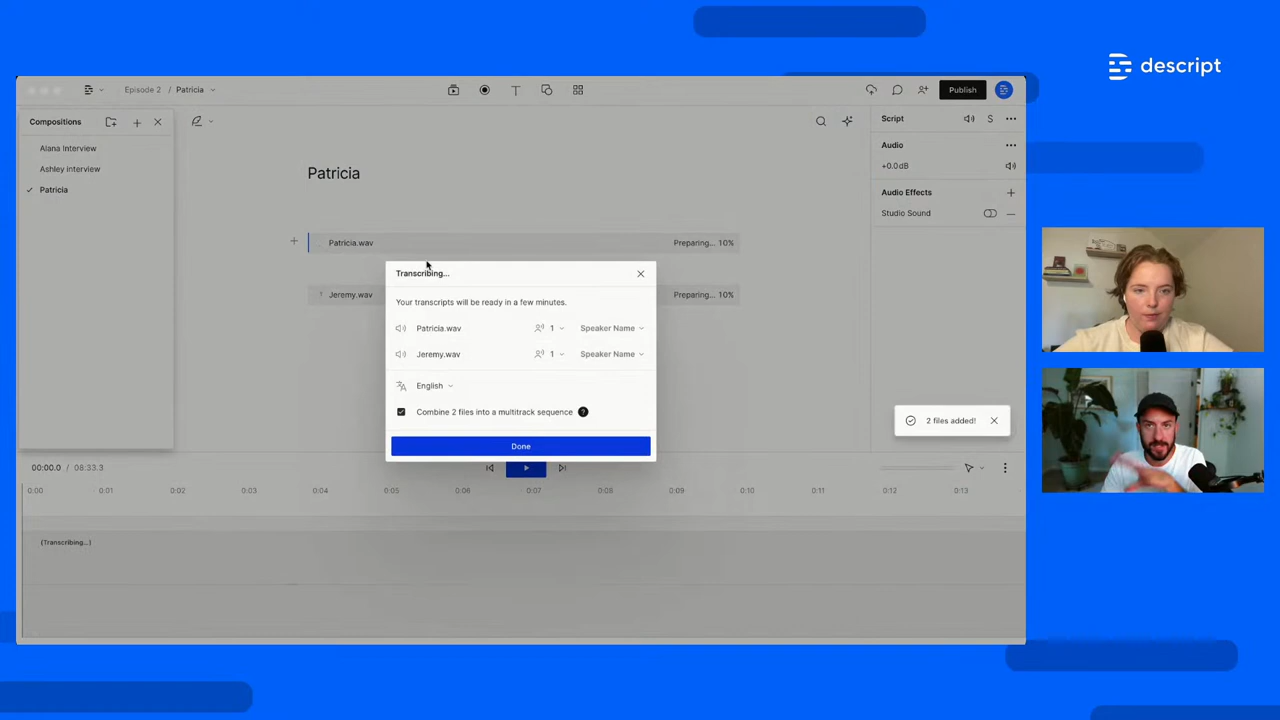 descript
Episode 2 / Patricia
Publish
Compositions
Alana Interview
Ashley interview
Patricia
Patricia
Script
S
Audio
+0.0dB
Audio Effects
Studio Sound
Patricia.wav
Preparing... 10%
Jeremy.wav
Preparing... 10%
Transcribing...
Your transcripts will be ready in a few minutes.
Patricia.wav 1 Speaker Name
Jeremy.wav 1 Speaker Name
English
Combine 2 files into a multitrack sequence ?
Done
2 files added!
00:00.0 / 08:33.3
0:00 0:01 0:02 0:03 0:04 0:05 0:06 0:07 0:08 0:09 0:10 0:11 0:12 0:13
(Transcribing...)